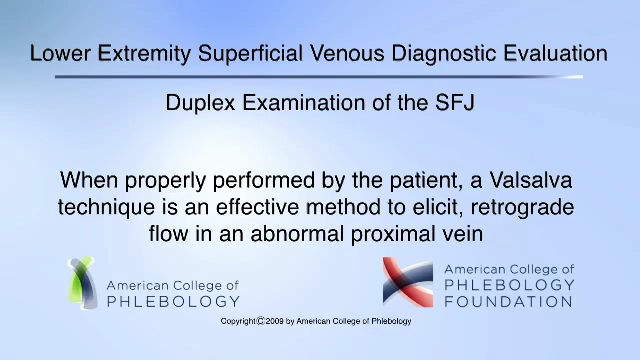 Lower Extremity Superficial Venous Diagnostic Evaluation
Duplex Examination of the SFJ
When properly performed by the patient, a Valsalva
technique is an effective method to elicit, retrograde
flow in an abnormal proximal vein
American College of
PHLEBOLOGY
American College of
PHLEBOLOGY
FOUNDATION
Copyright©2009 by American College of Phlebology